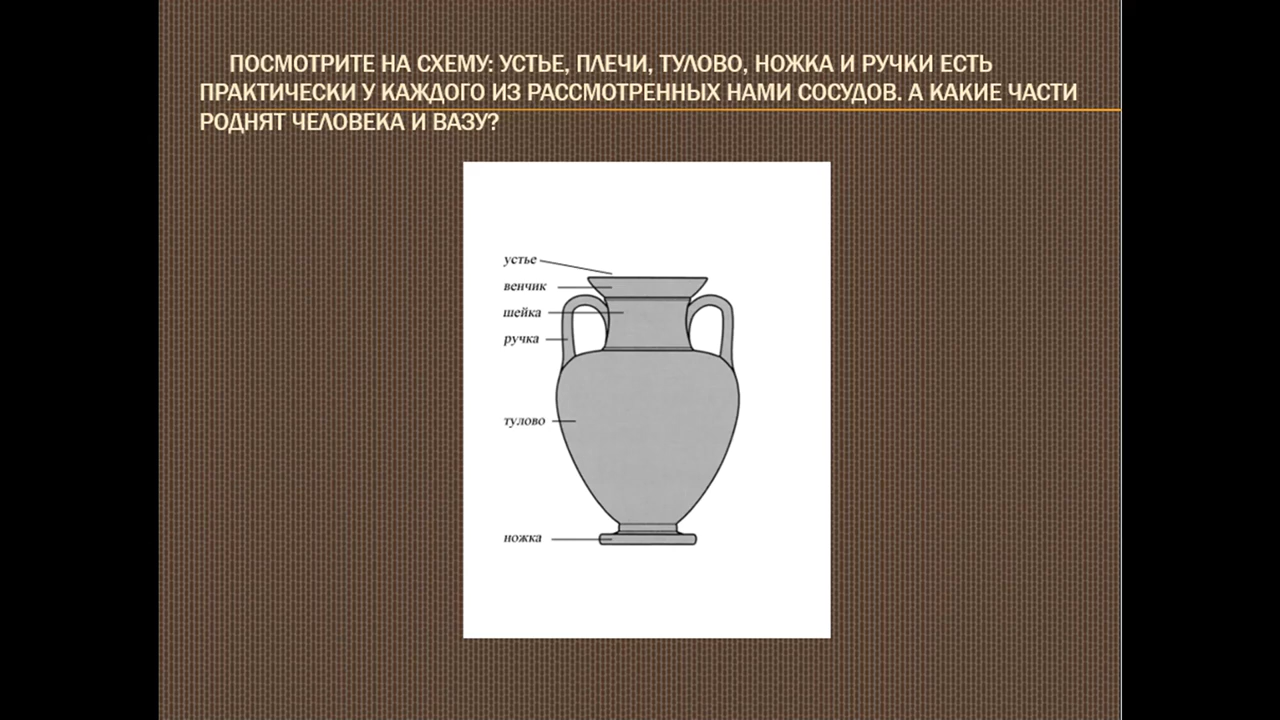 ПОСМОТРИТЕ НА СХЕМУ: УСТЬЕ, ПЛЕЧИ, ТУЛОВО, НОЖКА И РУЧКИ ЕСТЬ
ПРАКТИЧЕСКИ У КАЖДОГО ИЗ РАССМОТРЕННЫХ НАМИ СОСУДОВ. А КАКИЕ ЧАСТИ
РОДНЯТ ЧЕЛОВЕКА И ВАЗУ?
устье
венчик
шейка
ручка
тулово
ножка